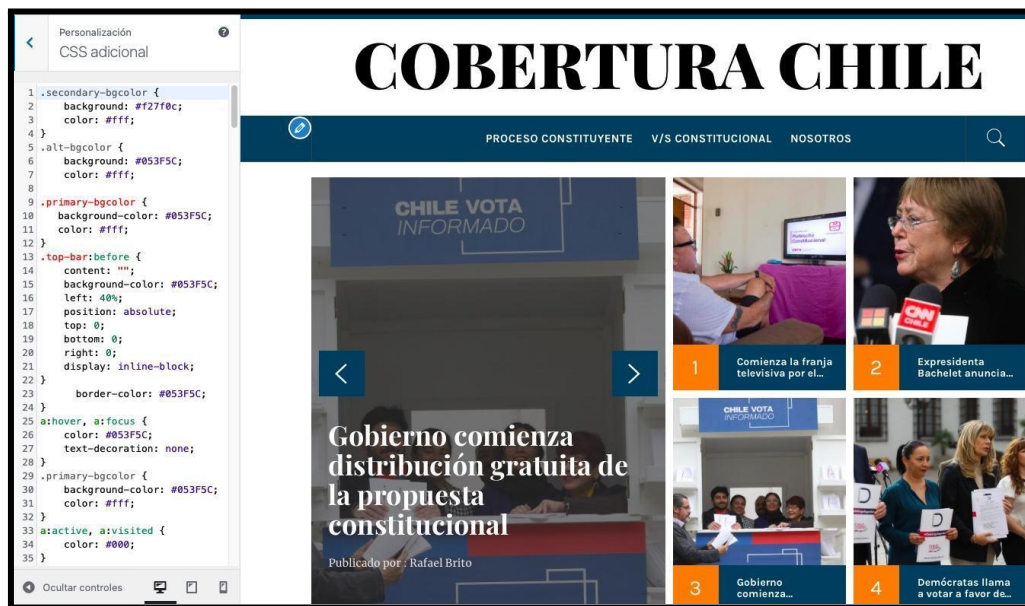 Personalización
CSS adicional
1 .secondary-bgcolor {
2 background: #f27f0c;
3 color: #fff;
4 }
5 .alt-bgcolor {
6 background: #053F5C;
7 color: #fff;
8
9 .primary-bgcolor {
10 background-color: #053F5C;
11 color: #fff;
12 }
13 .top-bar:before {
14 content: "";
15 background-color: #053F5C;
16 left: 40%;
17 position: absolute;
18 top: 0;
19 bottom: 0;
20 right: 0;
21 display: inline-block;
22 }
23 border-color: #053F5C;
24 }
25 a:hover, a:focus {
26 color: #053F5C;
27 text-decoration: none;
28 }
29 .primary-bgcolor {
30 background-color: #053F5C;
31 color: #fff;
32 }
33 a:active, a:visited {
34 color: #000;
35 }
Ocultar controles
COBERTURA CHILE
PROCESO CONSTITUYENTE V/S CONSTITUCIONAL NOSOTROS
CHILE VOTA
INFORMADO
Gobierno comienza
distribución gratuita de
la propuesta
constitucional
Publicado por : Rafael Brito
1
Comienza la franja
televisiva por el...
CNN
CHILE
2
Expresidenta
Bachelet anuncia...
CHILE VOTA
INFORMADO
3
Gobierno
comienza...
4
Demócratas llama
a votar a favor de...